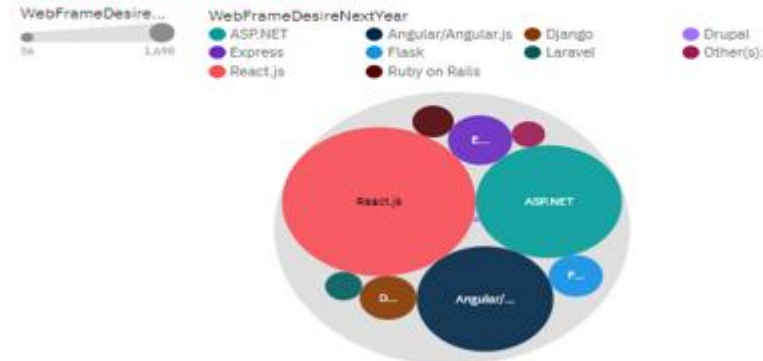 WebFrameDesire...
56 1,698
WebFrameDesireNextYear
ASP.NET Angular/Angular.js Django Drupal
Express Flask Laravel Other(s):
React.js Ruby on Rails
E...
React.js ASP.NET
F...
D... Angular/...